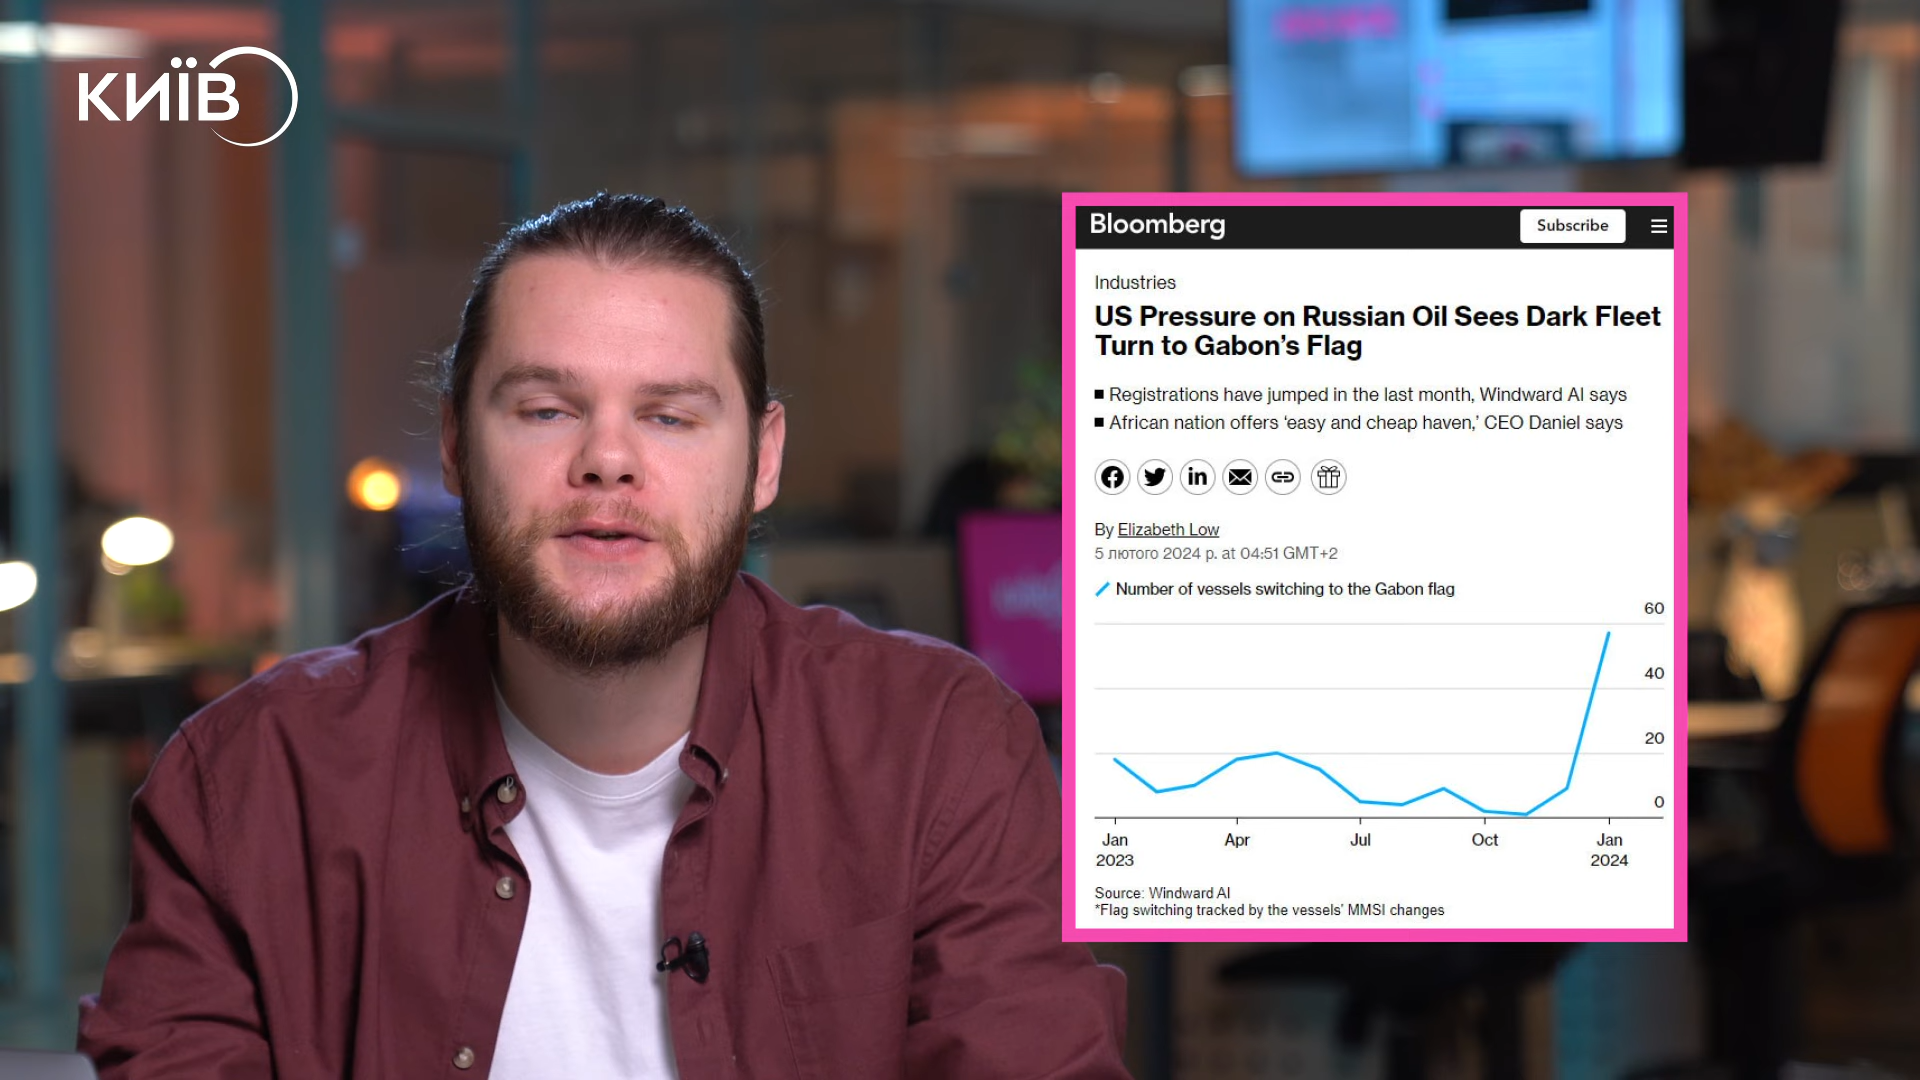 КИЇВ
Bloomberg
Subscribe
Industries
US Pressure on Russian Oil Sees Dark Fleet
Turn to Gabon's Flag
Registrations have jumped in the last month, Windward AI says
African nation offers 'easy and cheap haven,' CEO Daniel says
By Elizabeth Low
5 лютого 2024 р. at 04:51 GMT+2
Number of vessels switching to the Gabon flag
60
40
20
0
Jan Apr Jul Oct Jan
2023 2024
Source: Windward AI
*Flag switching tracked by the vessels' MMSI changes